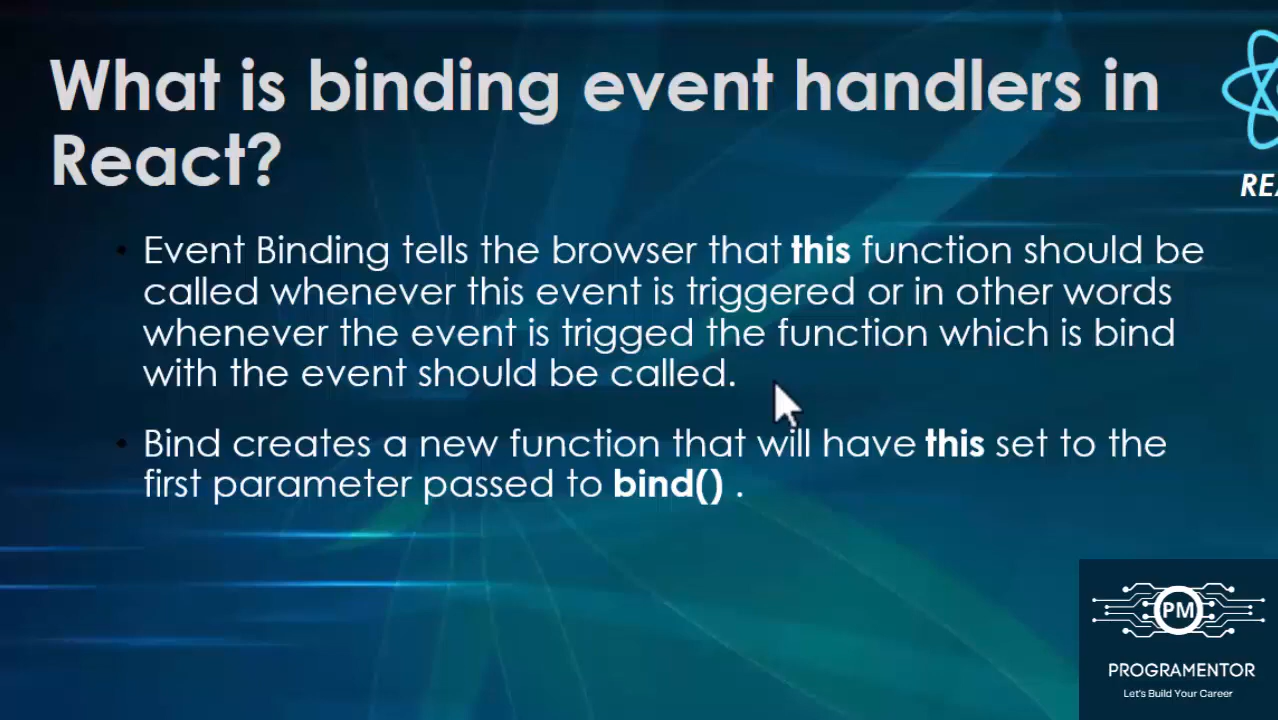 What is binding event handlers in
React?
Event Binding tells the browser that this function should be
called whenever this event is triggered or in other words
whenever the event is trigged the function which is bind
with the event should be called.
Bind creates a new function that will have this set to the
first parameter passed to bind() .
PM
PROGRAMENTOR
Let's Build Your Career